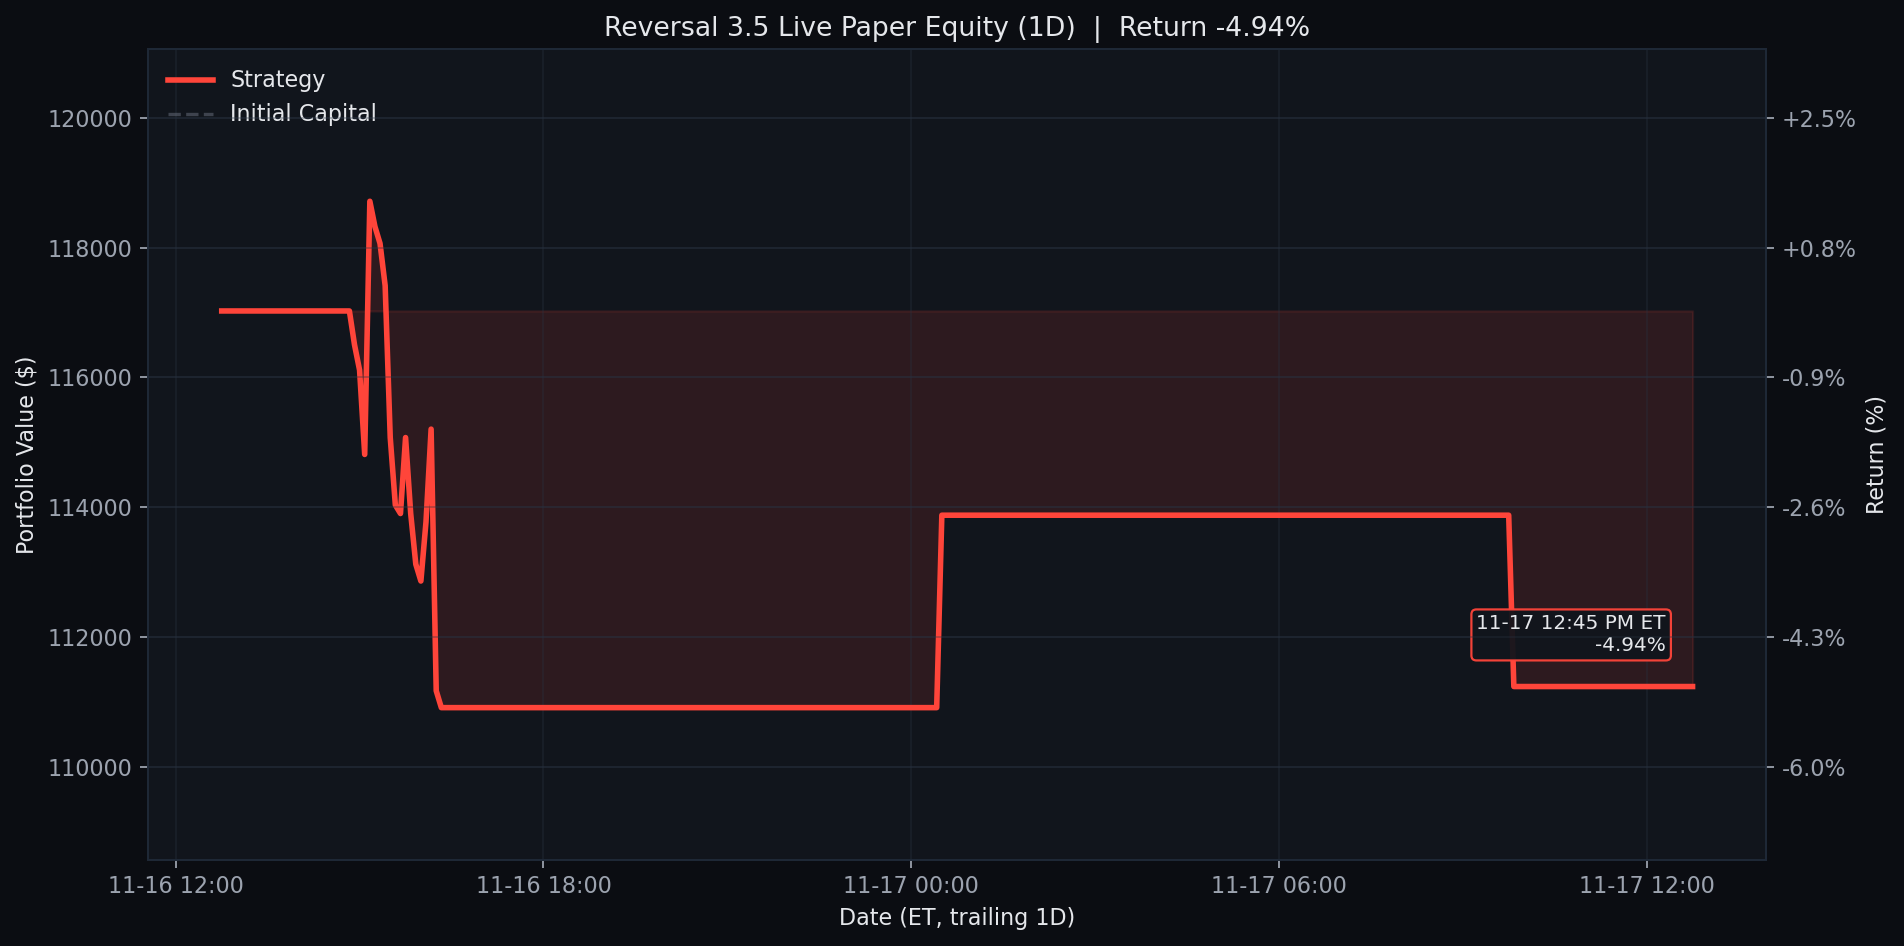 Reversal 3.5 Live Paper Equity (1D)  |  Return -4.94%
Strategy
Initial Capital
120000
118000
116000
114000
112000
110000
Portfolio Value ($)
+2.5%
+0.8%
-0.9%
-2.6%
-4.3%
-6.0%
Return (%)
11-17 12:45 PM ET
-4.94%
11-16 12:00
11-16 18:00
11-17 00:00
11-17 06:00
11-17 12:00
Date (ET, trailing 1D)